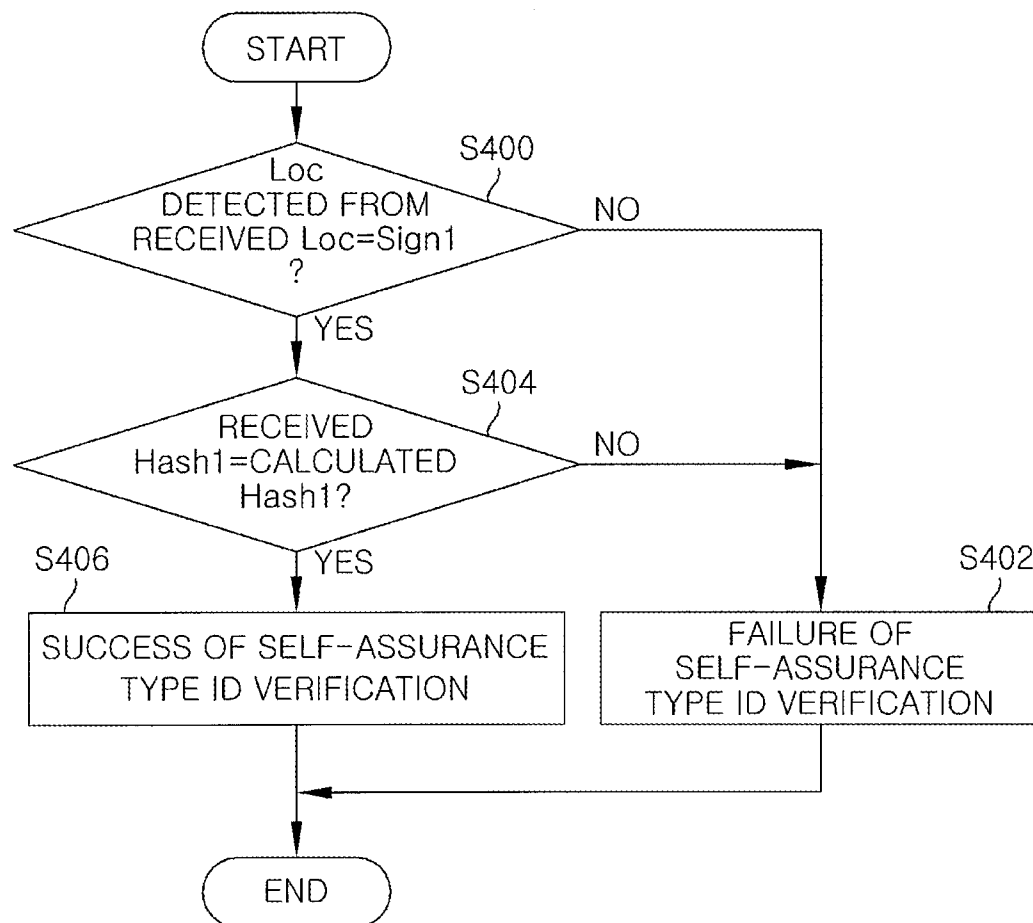 START
S400
Loc
DETECTED FROM
RECEIVED Loc=Sign1
?
NO
YES
S404
RECEIVED
Hash1=CALCULATED
Hash1?
NO
YES
S406
SUCCESS OF SELF-ASSURANCE
TYPE ID VERIFICATION
S402
FAILURE OF
SELF-ASSURANCE
TYPE ID VERIFICATION
END